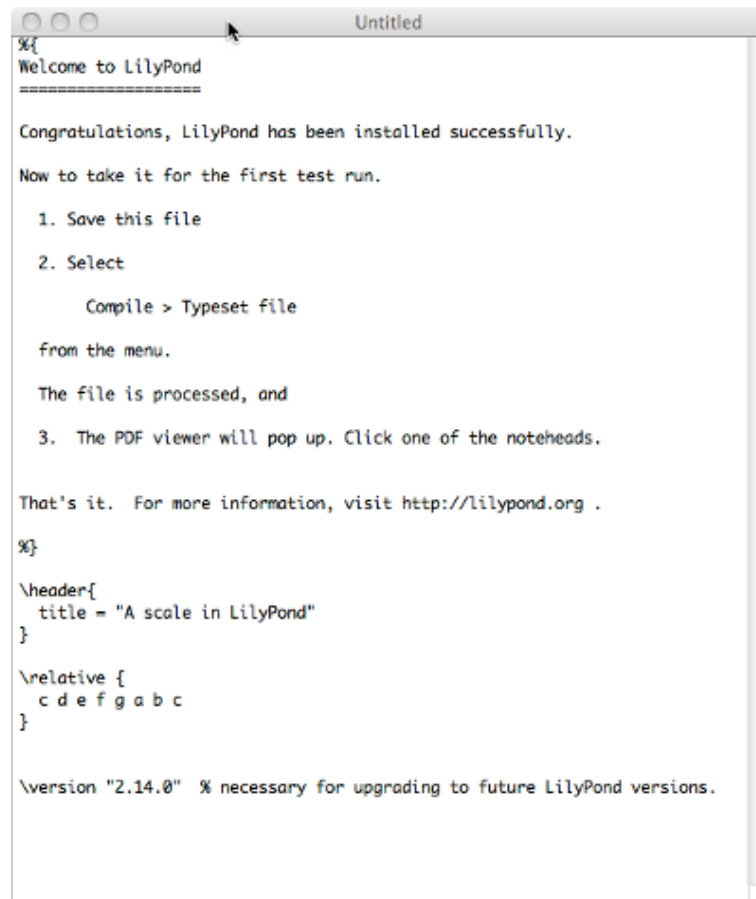 Untitled
%{
Welcome to LilyPond
===================
Congratulations, LilyPond has been installed successfully.
Now to take it for the first test run.
1. Save this file
2. Select
Compile > Typeset file
from the menu.
The file is processed, and
3.  The PDF viewer will pop up. Click one of the noteheads.
That's it.  For more information, visit http://lilypond.org .
%}
\header{
title = "A scale in LilyPond"
}
\relative {
c d e f g a b c
}
\version "2.14.0"  % necessary for upgrading to future LilyPond versions.